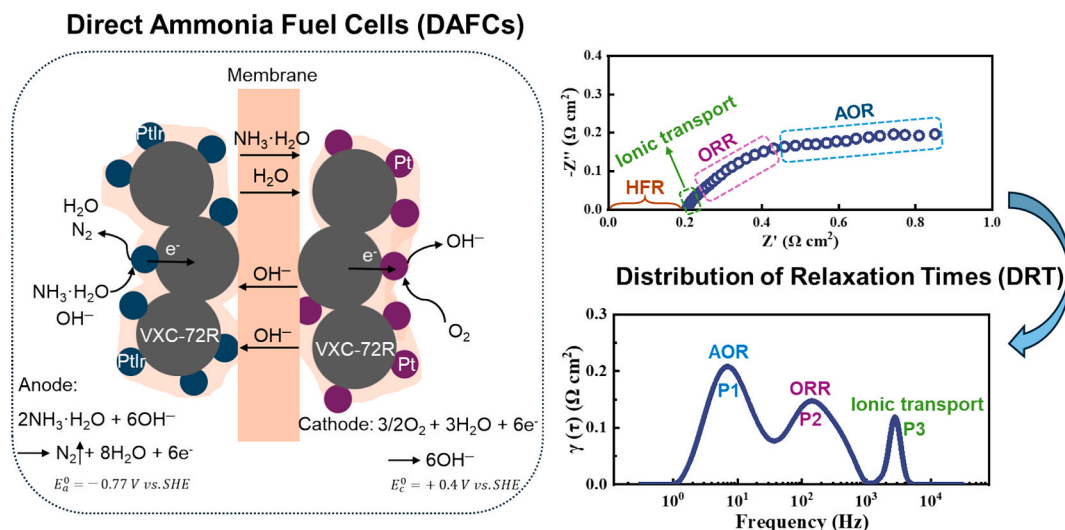 Direct Ammonia Fuel Cells (DAFCs)
Membrane
PtIr
NH₃·H₂O
Pt
H₂O
H₂O
N₂
e⁻
e⁻
OH⁻
OH⁻
NH₃·H₂O
OH⁻
O₂
VXC-72R
OH⁻
VXC-72R
PtIr
Pt
Anode:
2NH₃·H₂O + 6OH⁻
→ N₂↑ + 8H₂O + 6e⁻
E⁰ₐ = −0.77 V vs.SHE
Cathode: 3/2O₂ + 3H₂O + 6e⁻
→ 6OH⁻
E⁰c = + 0.4 V vs.SHE
-Z'' (Ω cm²)
0.4
0.3
0.2
0.1
0.0
Ionic transport
ORR
AOR
HFR
0.0 0.2 0.4 0.6 0.8 1.0
Z' (Ω cm²)
Distribution of Relaxation Times (DRT)
γ (τ) (Ω cm²)
0.3
0.2
0.1
0.0
AOR
P1
ORR
P2
Ionic transport
P3
10⁰ 10¹ 10² 10³ 10⁴
Frequency (Hz)